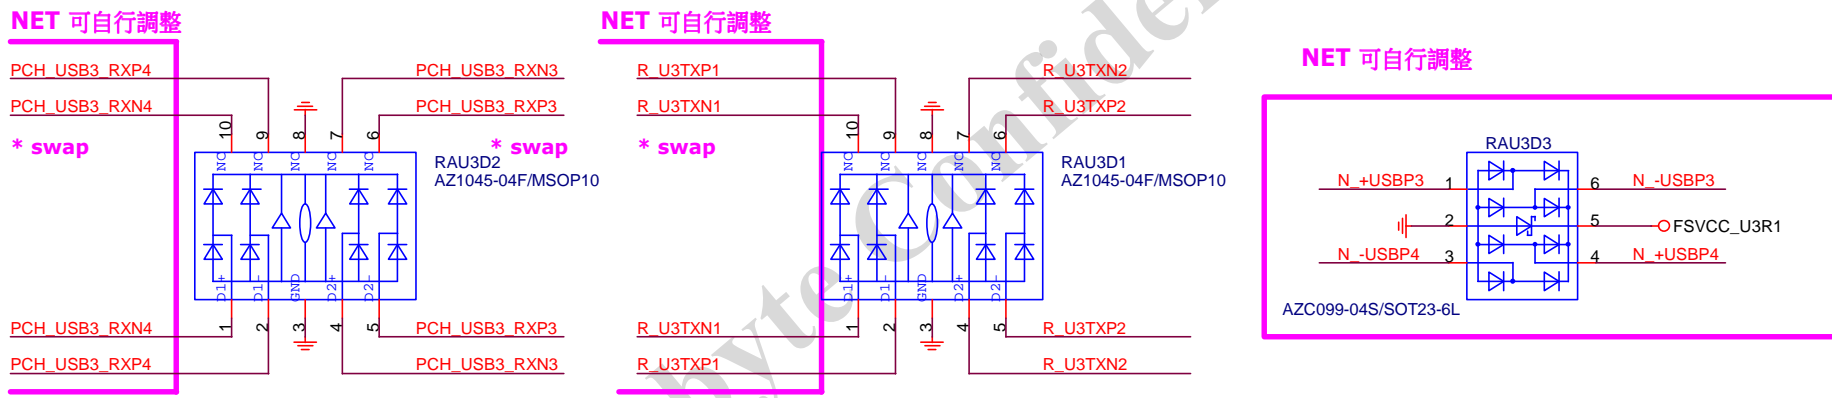 NET 可自行調整
PCH_USB3_RXP4
PCH_USB3_RXN3
PCH_USB3_RXN4
PCH_USB3_RXP3
* swap
* swap
10
9
8
7
6
NC
NC
NC
NC
RAU3D2
AZ1045-04F/MSOP10
D1+
D1-
GND
D2+
D2-
1
2
3
4
5
PCH_USB3_RXN4
PCH_USB3_RXP3
PCH_USB3_RXP4
PCH_USB3_RXN3
NET 可自行調整
R_U3TXP1
R_U3TXN2
R_U3TXN1
R_U3TXP2
* swap
10
9
8
7
6
NC
NC
NC
NC
RAU3D1
AZ1045-04F/MSOP10
D1+
D1-
GND
D2+
D2-
1
2
3
4
5
R_U3TXN1
R_U3TXP2
R_U3TXP1
R_U3TXN2
NET 可自行調整
RAU3D3
N_+USBP3
1
6
N_-USBP3
2
5
FSVCC_U3R1
N_-USBP4
3
4
N_+USBP4
AZC099-04S/SOT23-6L